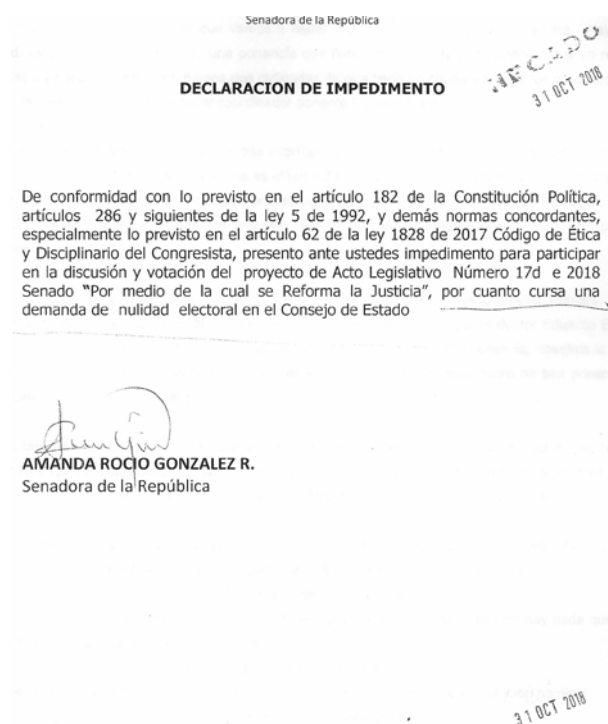 Senadora de la República
NEGADO
31 OCT 2018
DECLARACION DE IMPEDIMENTO
De conformidad con lo previsto en el artículo 182 de la Constitución Política,
artículos 286 y siguientes de la ley 5 de 1992, y demás normas concordantes,
especialmente lo previsto en el artículo 62 de la ley 1828 de 2017 Código de Ética
y Disciplinario del Congresista, presento ante ustedes impedimento para participar
en la discusión y votación del proyecto de Acto Legislativo Número 17d e 2018
Senado "Por medio de la cual se Reforma la Justicia", por cuanto cursa una
demanda de nulidad electoral en el Consejo de Estado
AMANDA ROCIO GONZALEZ R.
Senadora de la República
31 OCT 2018